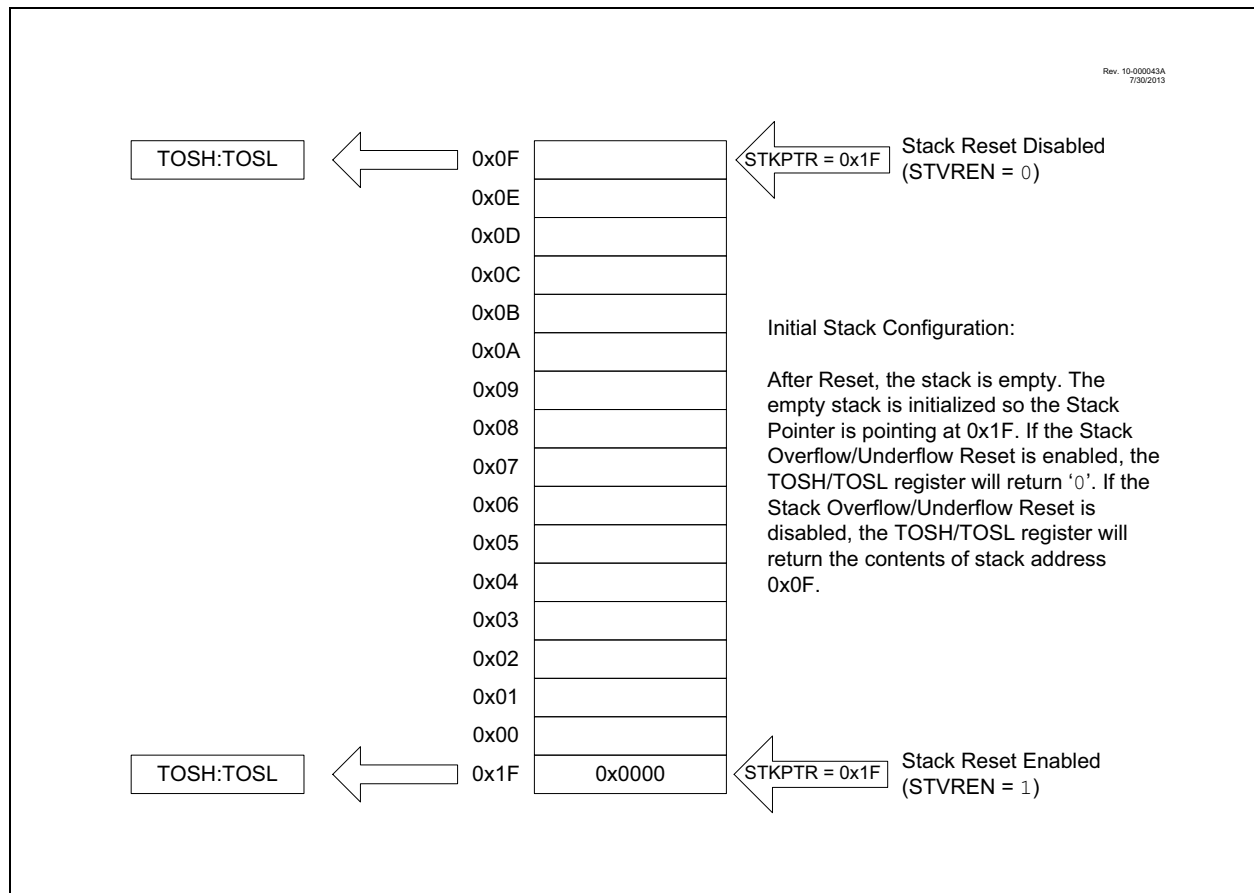 Rev. 10-000043A
7/30/2013
TOSH:TOSL
0x0F
STKPTR = 0x1F
Stack Reset Disabled
(STVREN = 0)
0x0E
0x0D
0x0C
0x0B
0x0A
0x09
0x08
0x07
0x06
0x05
0x04
0x03
0x02
0x01
0x00
Initial Stack Configuration:
After Reset, the stack is empty. The
empty stack is initialized so the Stack
Pointer is pointing at 0x1F. If the Stack
Overflow/Underflow Reset is enabled, the
TOSH/TOSL register will return ‘0’. If the
Stack Overflow/Underflow Reset is
disabled, the TOSH/TOSL register will
return the contents of stack address
0x0F.
TOSH:TOSL
0x1F
0x0000
STKPTR = 0x1F
Stack Reset Enabled
(STVREN = 1)